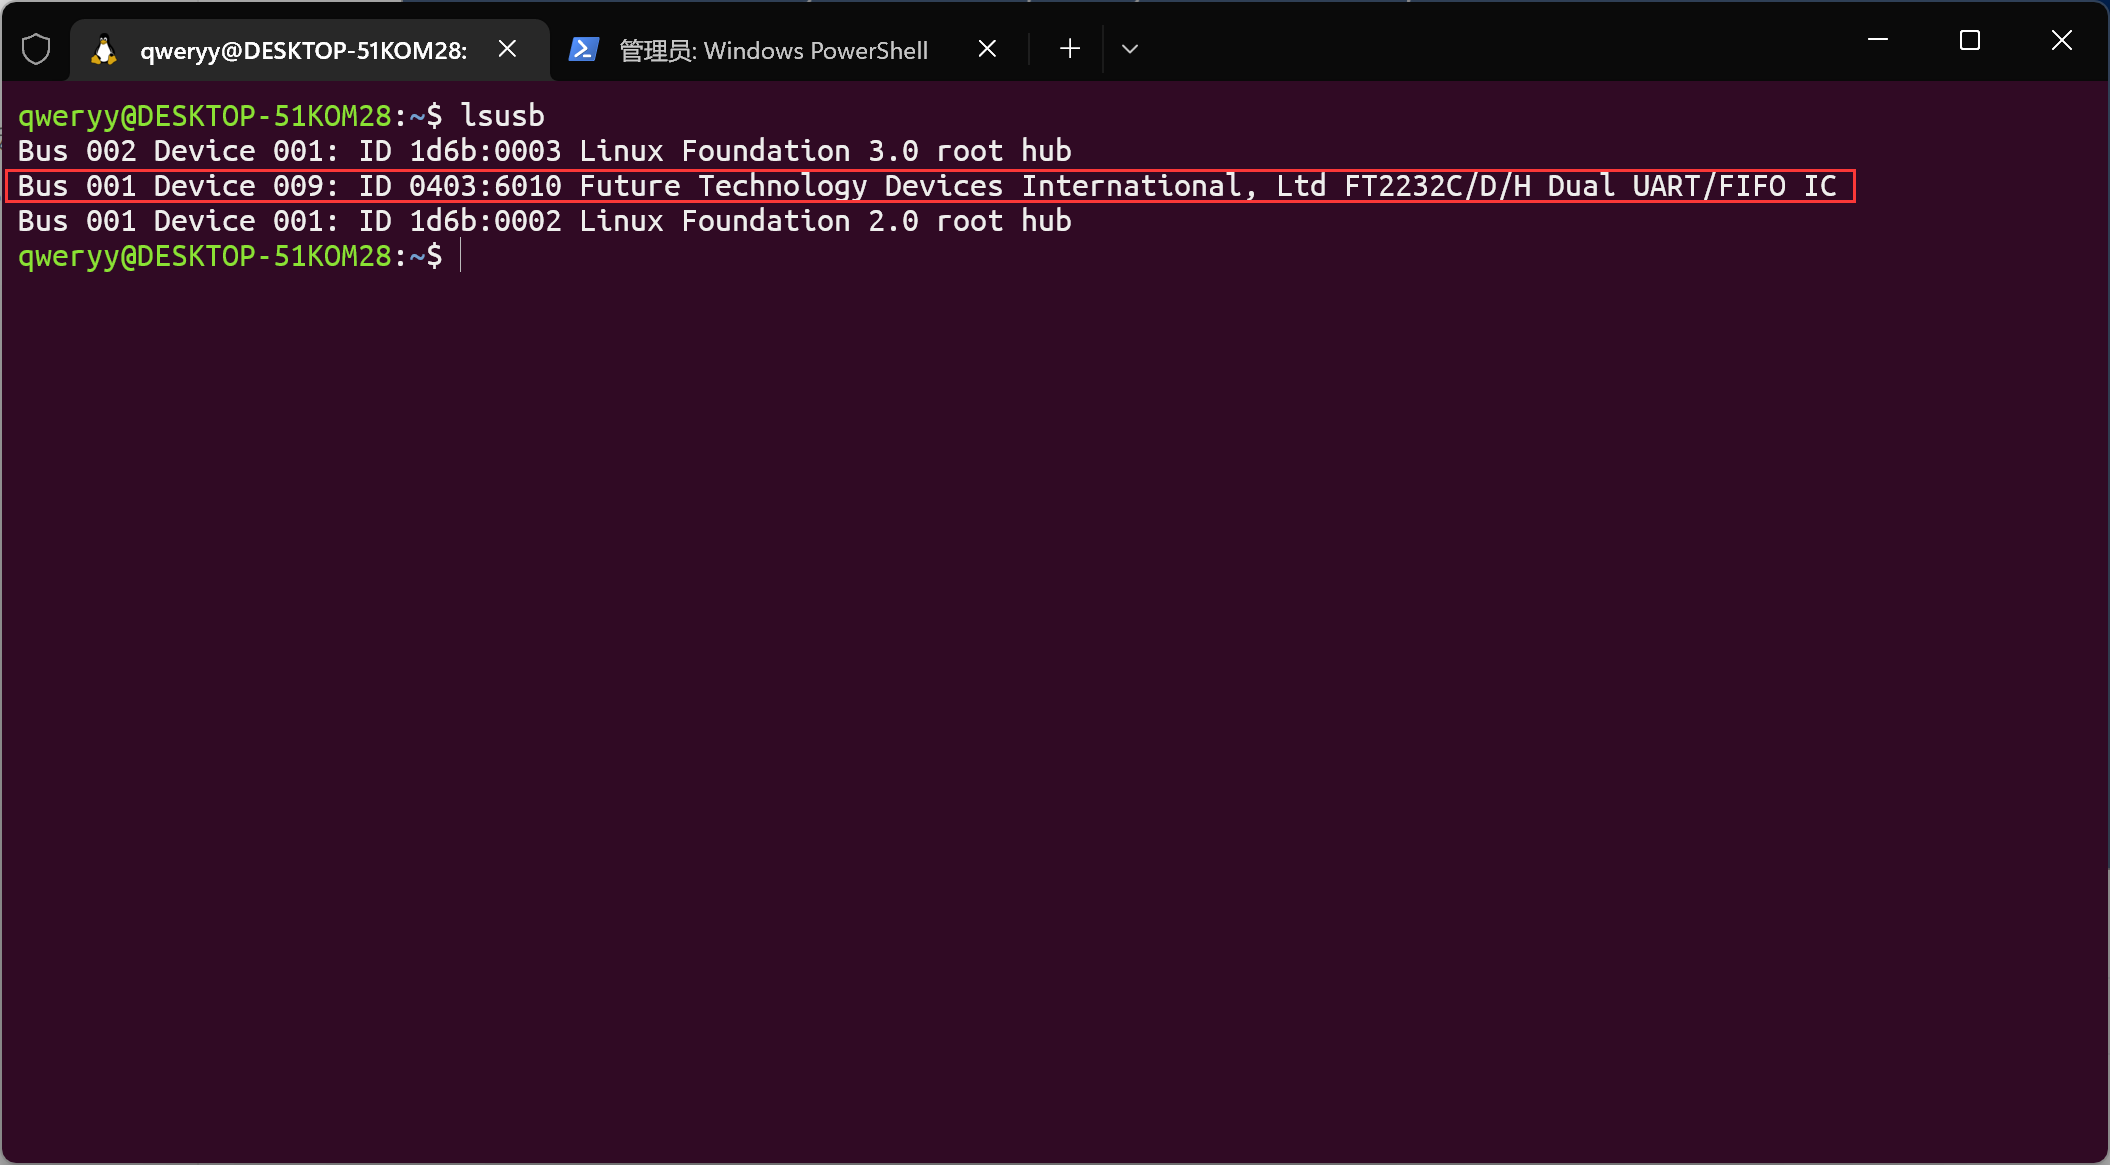 qweryy@DESKTOP-51KOM28: 管理员: Windows PowerShell
qweryy@DESKTOP-51KOM28:~$ lsusb
Bus 002 Device 001: ID 1d6b:0003 Linux Foundation 3.0 root hub
Bus 001 Device 009: ID 0403:6010 Future Technology Devices International, Ltd FT2232C/D/H Dual UART/FIFO IC
Bus 001 Device 001: ID 1d6b:0002 Linux Foundation 2.0 root hub
qweryy@DESKTOP-51KOM28:~$